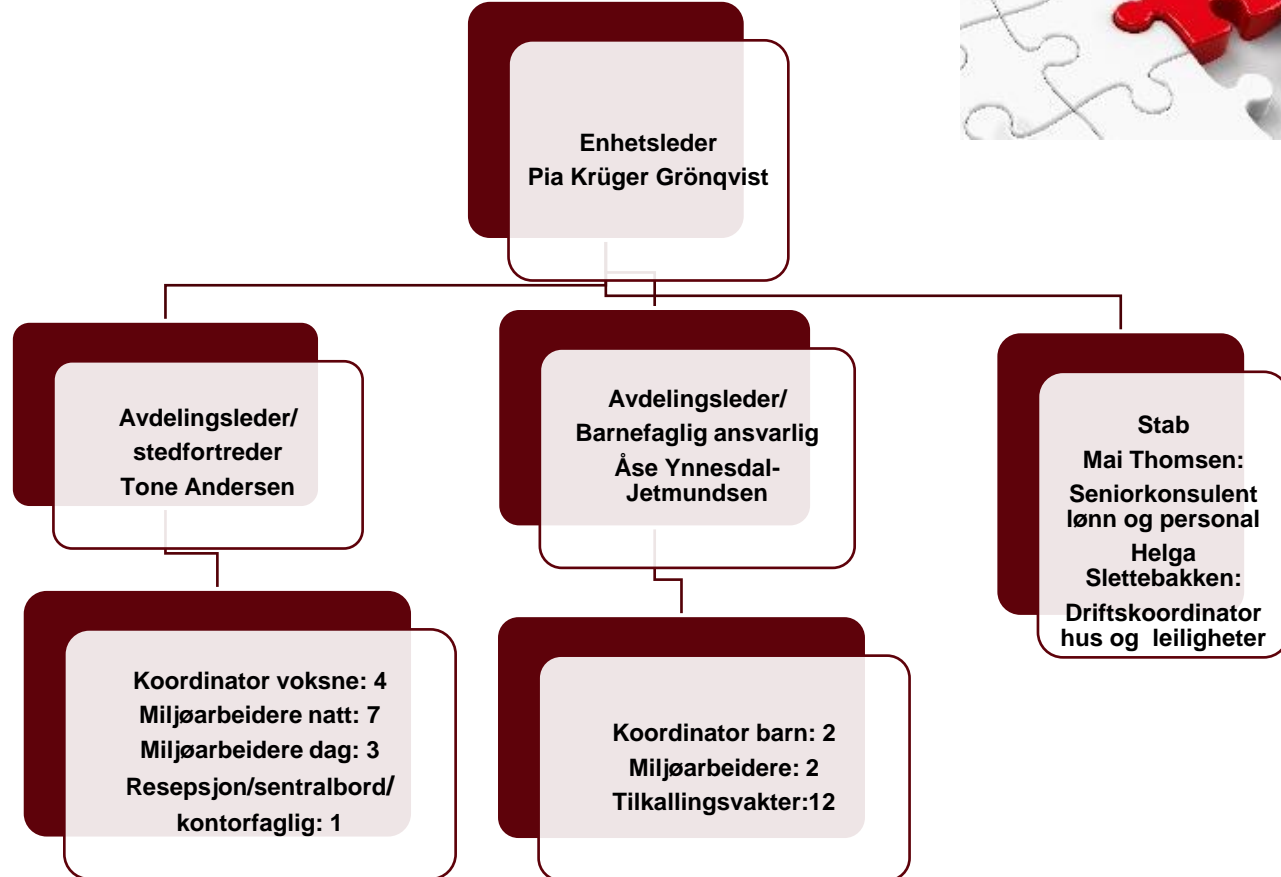 Enhetsleder
Pia Krüger Grönqvist
Avdelingsleder/
stedfortreder
Tone Andersen
Avdelingsleder/
Barnefaglig ansvarlig
Åse Ynnesdal-
Jetmundsen
Stab
Mai Thomsen:
Seniorkonsulent
lønn og personal
Helga
Slettebakken:
Driftskoordinator
hus og leiligheter
Koordinator voksne: 4
Miljøarbeidere natt: 7
Miljøarbeidere dag: 3
Resepsjon/sentralbord/
kontorfaglig: 1
Koordinator barn: 2
Miljøarbeidere: 2
Tilkallingsvakter:12